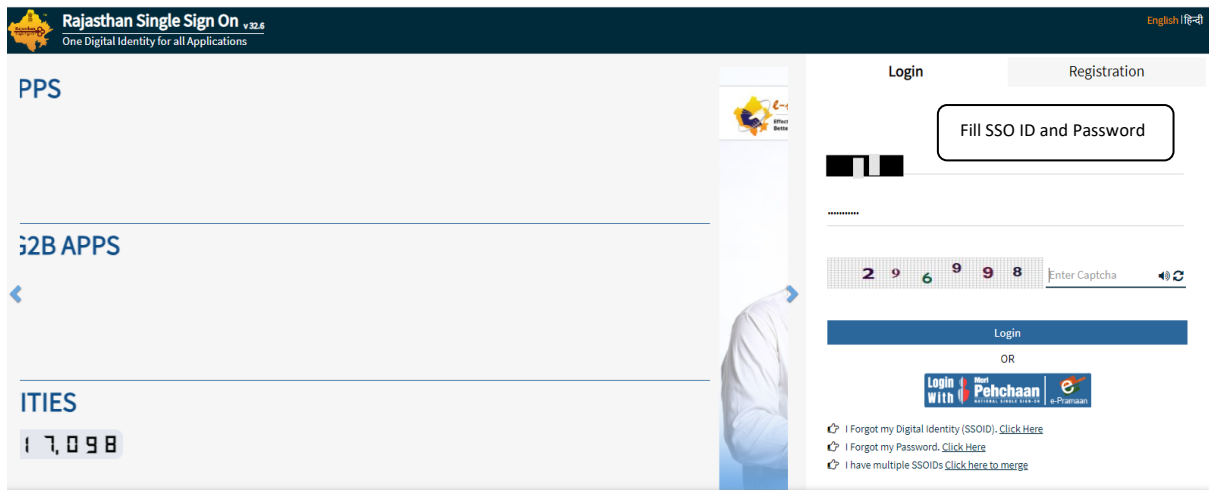 Rajasthan Single Sign On v 32.6
One Digital Identity for all Applications
English | हिन्दी
PPS
G2B APPS
ITIES
17,098
Login
Registration
Fill SSO ID and Password
2 9 6 9 9 8
Enter Captcha
Login
OR
Login With Meri Pehchaan NATIONAL SINGLE SIGN-ON e-Pramaan
I Forgot my Digital Identity (SSOID). Click Here
I Forgot my Password. Click Here
I have multiple SSOIDs Click here to merge